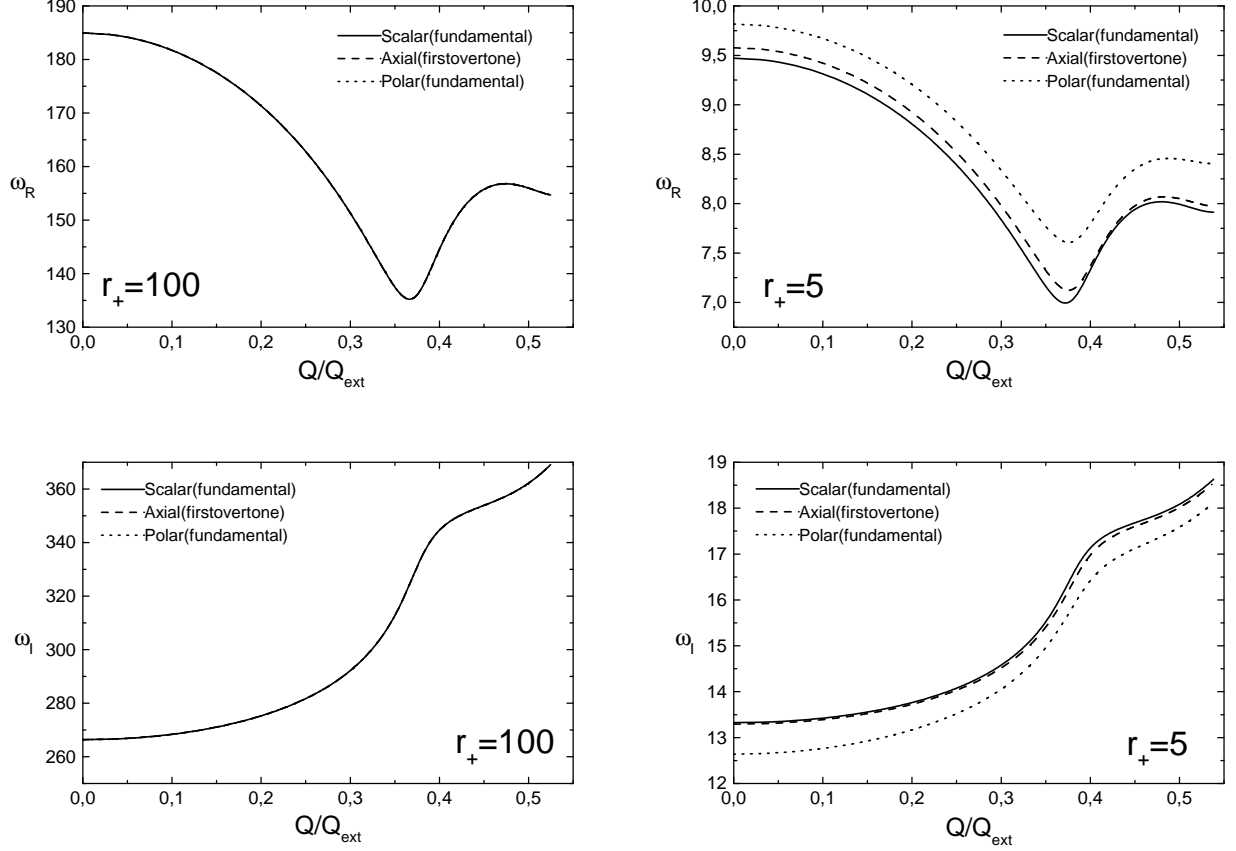 190
180
170
160
150
140
130
ω_R
Scalar(fundamental)
Axial(firstovertone)
Polar(fundamental)
r_+=100
0,0 0,1 0,2 0,3 0,4 0,5
Q/Q_ext
10,0
9,5
9,0
8,5
8,0
7,5
7,0
ω_R
Scalar(fundamental)
Axial(firstovertone)
Polar(fundamental)
r_+=5
0,0 0,1 0,2 0,3 0,4 0,5
Q/Q_ext
360
340
320
300
280
260
ω_I
Scalar(fundamental)
Axial(firstovertone)
Polar(fundamental)
r_+=100
0,0 0,1 0,2 0,3 0,4 0,5
Q/Q_ext
19
18
17
16
15
14
13
12
ω_I
Scalar(fundamental)
Axial(firstovertone)
Polar(fundamental)
r_+=5
0,0 0,1 0,2 0,3 0,4 0,5
Q/Q_ext